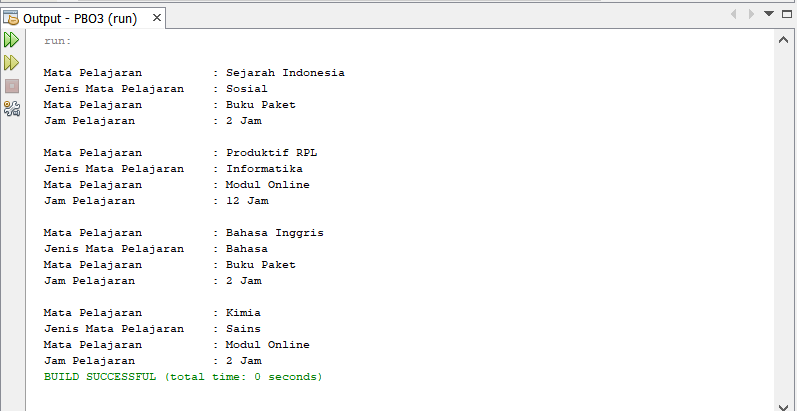 Output - PBO3 (run)
run:
Mata Pelajaran : Sejarah Indonesia
Jenis Mata Pelajaran : Sosial
Mata Pelajaran : Buku Paket
Jam Pelajaran : 2 Jam
Mata Pelajaran : Produktif RPL
Jenis Mata Pelajaran : Informatika
Mata Pelajaran : Modul Online
Jam Pelajaran : 12 Jam
Mata Pelajaran : Bahasa Inggris
Jenis Mata Pelajaran : Bahasa
Mata Pelajaran : Buku Paket
Jam Pelajaran : 2 Jam
Mata Pelajaran : Kimia
Jenis Mata Pelajaran : Sains
Mata Pelajaran : Modul Online
Jam Pelajaran : 2 Jam
BUILD SUCCESSFUL (total time: 0 seconds)